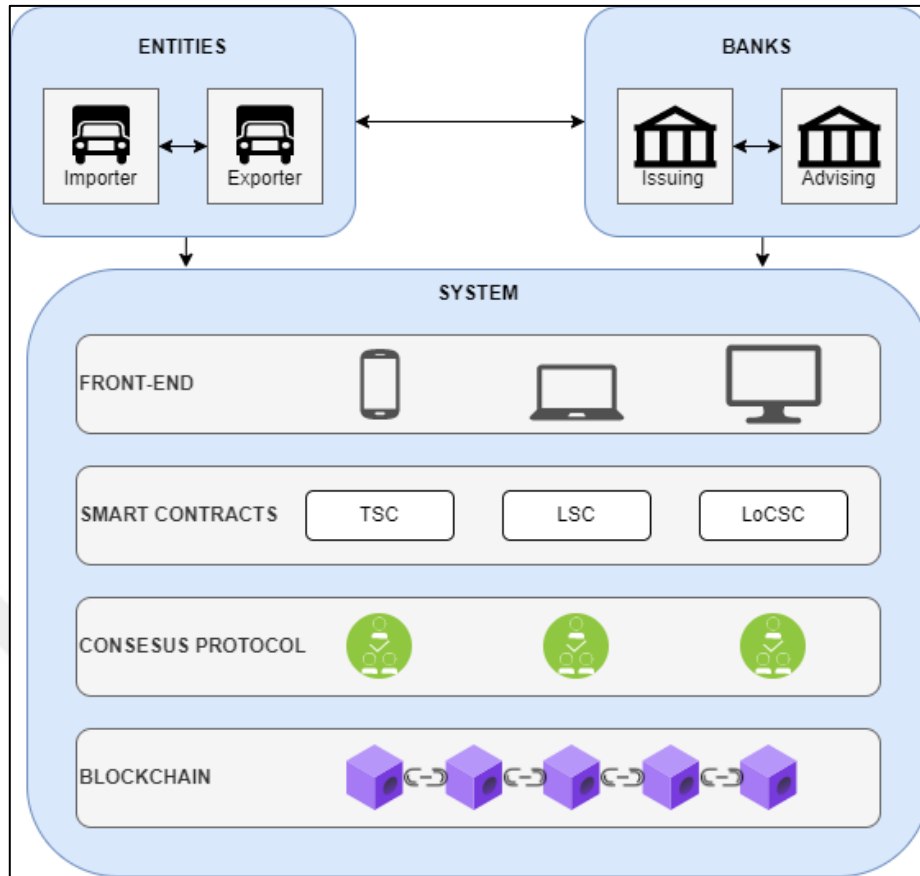 ENTITIES
BANKS
Importer
Exporter
Issuing
Advising
SYSTEM
FRONT-END
SMART CONTRACTS
TSC
LSC
LoCSC
CONSESUS PROTOCOL
BLOCKCHAIN